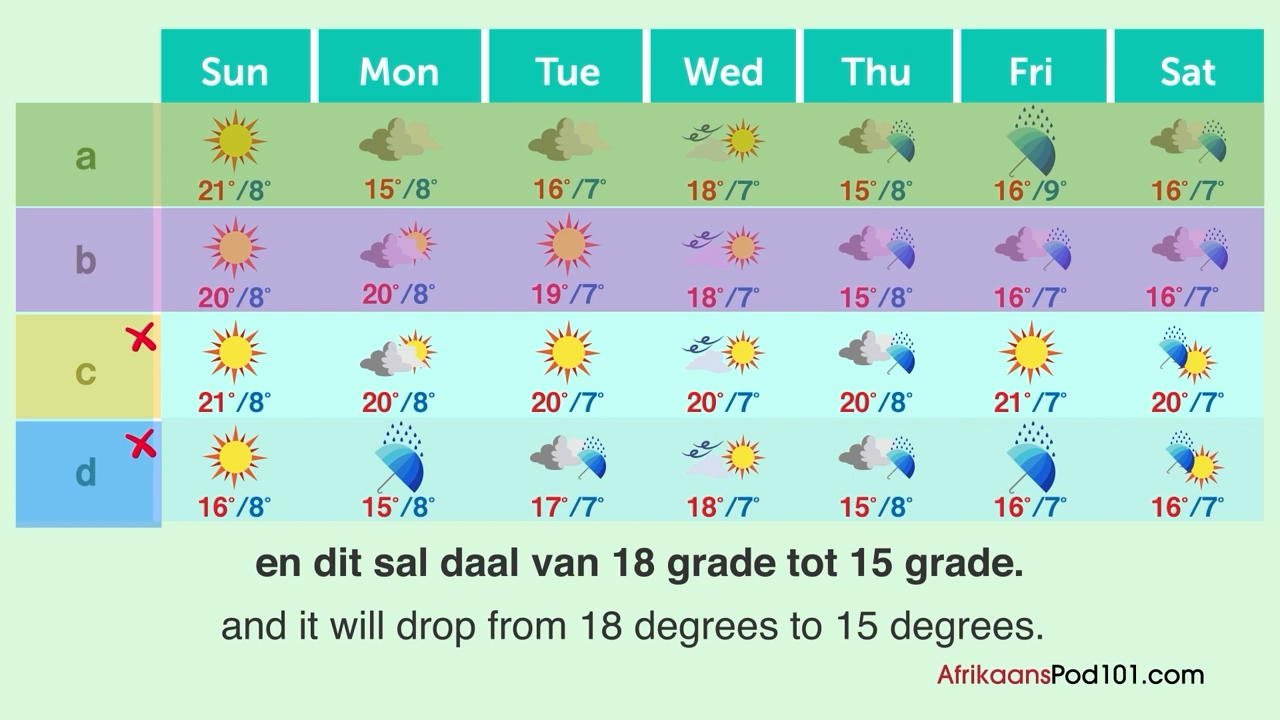 Sun Mon Tue Wed Thu Fri Sat
a
21°/8° 15°/8° 16°/7° 18°/7° 15°/8° 16°/9° 16°/7°
b
20°/8° 20°/8° 19°/7° 18°/7° 15°/8° 16°/7° 16°/7°
c
21°/8° 20°/8° 20°/7° 20°/7° 20°/8° 21°/7° 20°/7°
d
16°/8° 15°/8° 17°/7° 18°/7° 15°/8° 16°/7° 16°/7°
en dit sal daal van 18 grade tot 15 grade.
and it will drop from 18 degrees to 15 degrees.
AfrikaansPod101.com